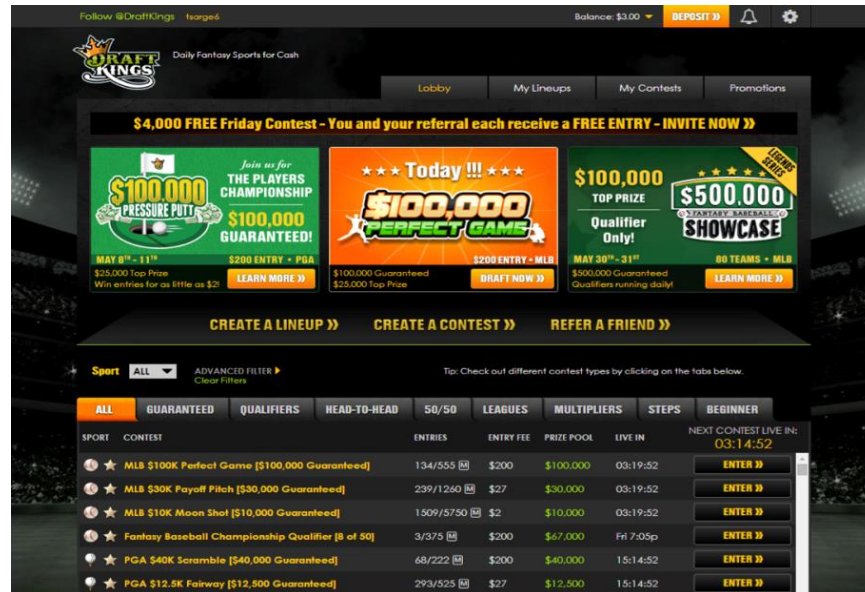 Follow @DraftKings tsarge6 Balance: $3.00 DEPOSIT »
DRAFT KINGS
Daily Fantasy Sports for Cash
Lobby My Lineups My Contests Promotions
$4,000 FREE Friday Contest - You and your referral each receive a FREE ENTRY - INVITE NOW »
$100,000
PRESSURE PUTT
Join us for
THE PLAYERS
CHAMPIONSHIP
$100,000
GUARANTEED!
MAY 8TH - 11TH $200 ENTRY • PGA
$25,000 Top Prize
Win entries for as little as $2!
LEARN MORE »
★★★ Today !!! ★★★
$100,000
PERFECT GAME
$200 ENTRY • MLB
$100,000 Guaranteed
$25,000 Top Prize
DRAFT NOW »
LEGENDS SERIES
$100,000
TOP PRIZE
Qualifier
Only!
$500,000
FANTASY BASEBALL
SHOWCASE
MAY 30TH - 31ST 80 TEAMS • MLB
$500,000 Guaranteed
Qualifiers running daily!
LEARN MORE »
CREATE A LINEUP » CREATE A CONTEST » REFER A FRIEND »
Sport ALL ADVANCED FILTER
Clear Filters
Tip: Check out different contest types by clicking on the tabs below.
ALL GUARANTEED QUALIFIERS HEAD-TO-HEAD 50/50 LEAGUES MULTIPLIERS STEPS BEGINNER
SPORT CONTEST ENTRIES ENTRY FEE PRIZE POOL LIVE IN NEXT CONTEST LIVE IN:
03:14:52
MLB $100K Perfect Game [$100,000 Guaranteed] 134/555 M $200 $100,000 03:19:52 ENTER »
MLB $30K Payoff Pitch [$30,000 Guaranteed] 239/1260 M $27 $30,000 03:19:52 ENTER »
MLB $10K Moon Shot [$10,000 Guaranteed] 1509/5750 M $2 $10,000 03:19:52 ENTER »
Fantasy Baseball Championship Qualifier [8 of 50] 3/375 M $200 $67,000 Fri 7:05p ENTER »
PGA $40K Scramble [$40,000 Guaranteed] 68/222 M $200 $40,000 15:14:52 ENTER »
PGA $12.5K Fairway [$12,500 Guaranteed] 293/525 M $27 $12,500 15:14:52 ENTER »